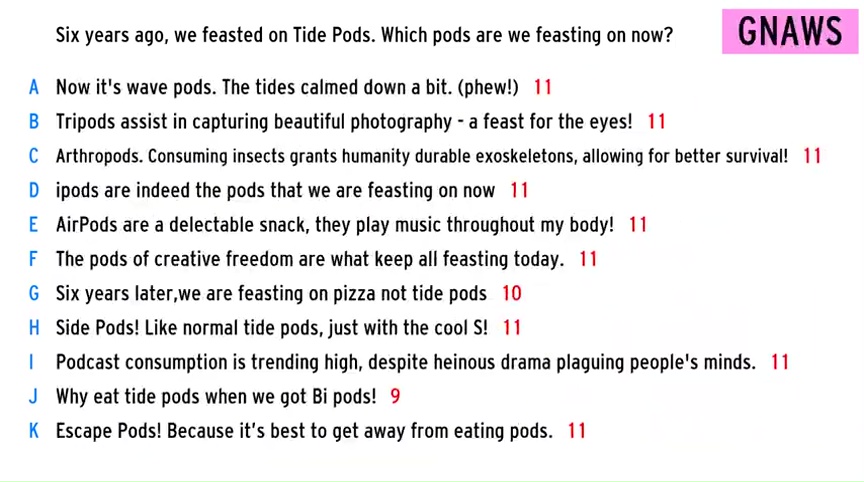 Six years ago, we feasted on Tide Pods. Which pods are we feasting on now?
GNAWS
A Now it's wave pods. The tides calmed down a bit. (phew!) 11
B Tripods assist in capturing beautiful photography - a feast for the eyes! 11
C Arthropods. Consuming insects grants humanity durable exoskeletons, allowing for better survival! 11
D ipods are indeed the pods that we are feasting on now 11
E AirPods are a delectable snack, they play music throughout my body! 11
F The pods of creative freedom are what keep all feasting today. 11
G Six years later,we are feasting on pizza not tide pods 10
H Side Pods! Like normal tide pods, just with the cool S! 11
I Podcast consumption is trending high, despite heinous drama plaguing people's minds. 11
J Why eat tide pods when we got Bi pods! 9
K Escape Pods! Because it’s best to get away from eating pods. 11